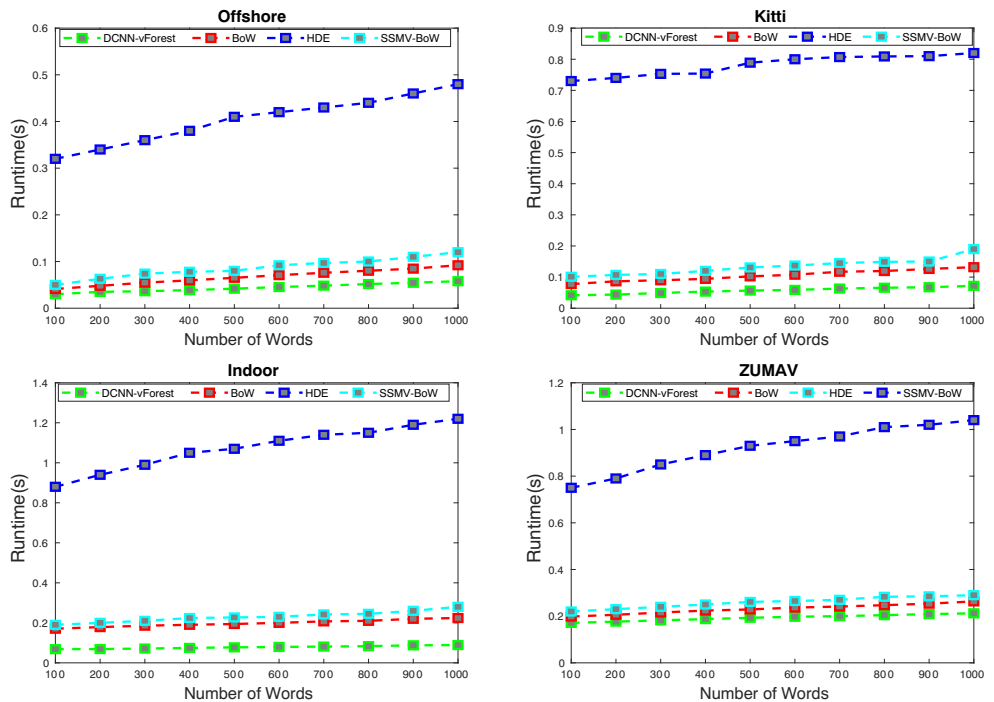 Offshore
DCNN-vForest BoW HDE SSMV-BoW
0.6
0.5
0.4
0.3
0.2
0.1
0
Runtime(s)
100 200 300 400 500 600 700 800 900 1000
Number of Words
Kitti
DCNN-vForest BoW HDE SSMV-BoW
0.9
0.8
0.7
0.6
0.5
0.4
0.3
0.2
0.1
0
Runtime(s)
100 200 300 400 500 600 700 800 900 1000
Number of Words
Indoor
DCNN-vForest BoW HDE SSMV-BoW
1.4
1.2
1
0.8
0.6
0.4
0.2
0
Runtime(s)
100 200 300 400 500 600 700 800 900 1000
Number of Words
ZUMAV
DCNN-vForest BoW HDE SSMV-BoW
1.2
1
0.8
0.6
0.4
0.2
0
Runtime(s)
100 200 300 400 500 600 700 800 900 1000
Number of Words